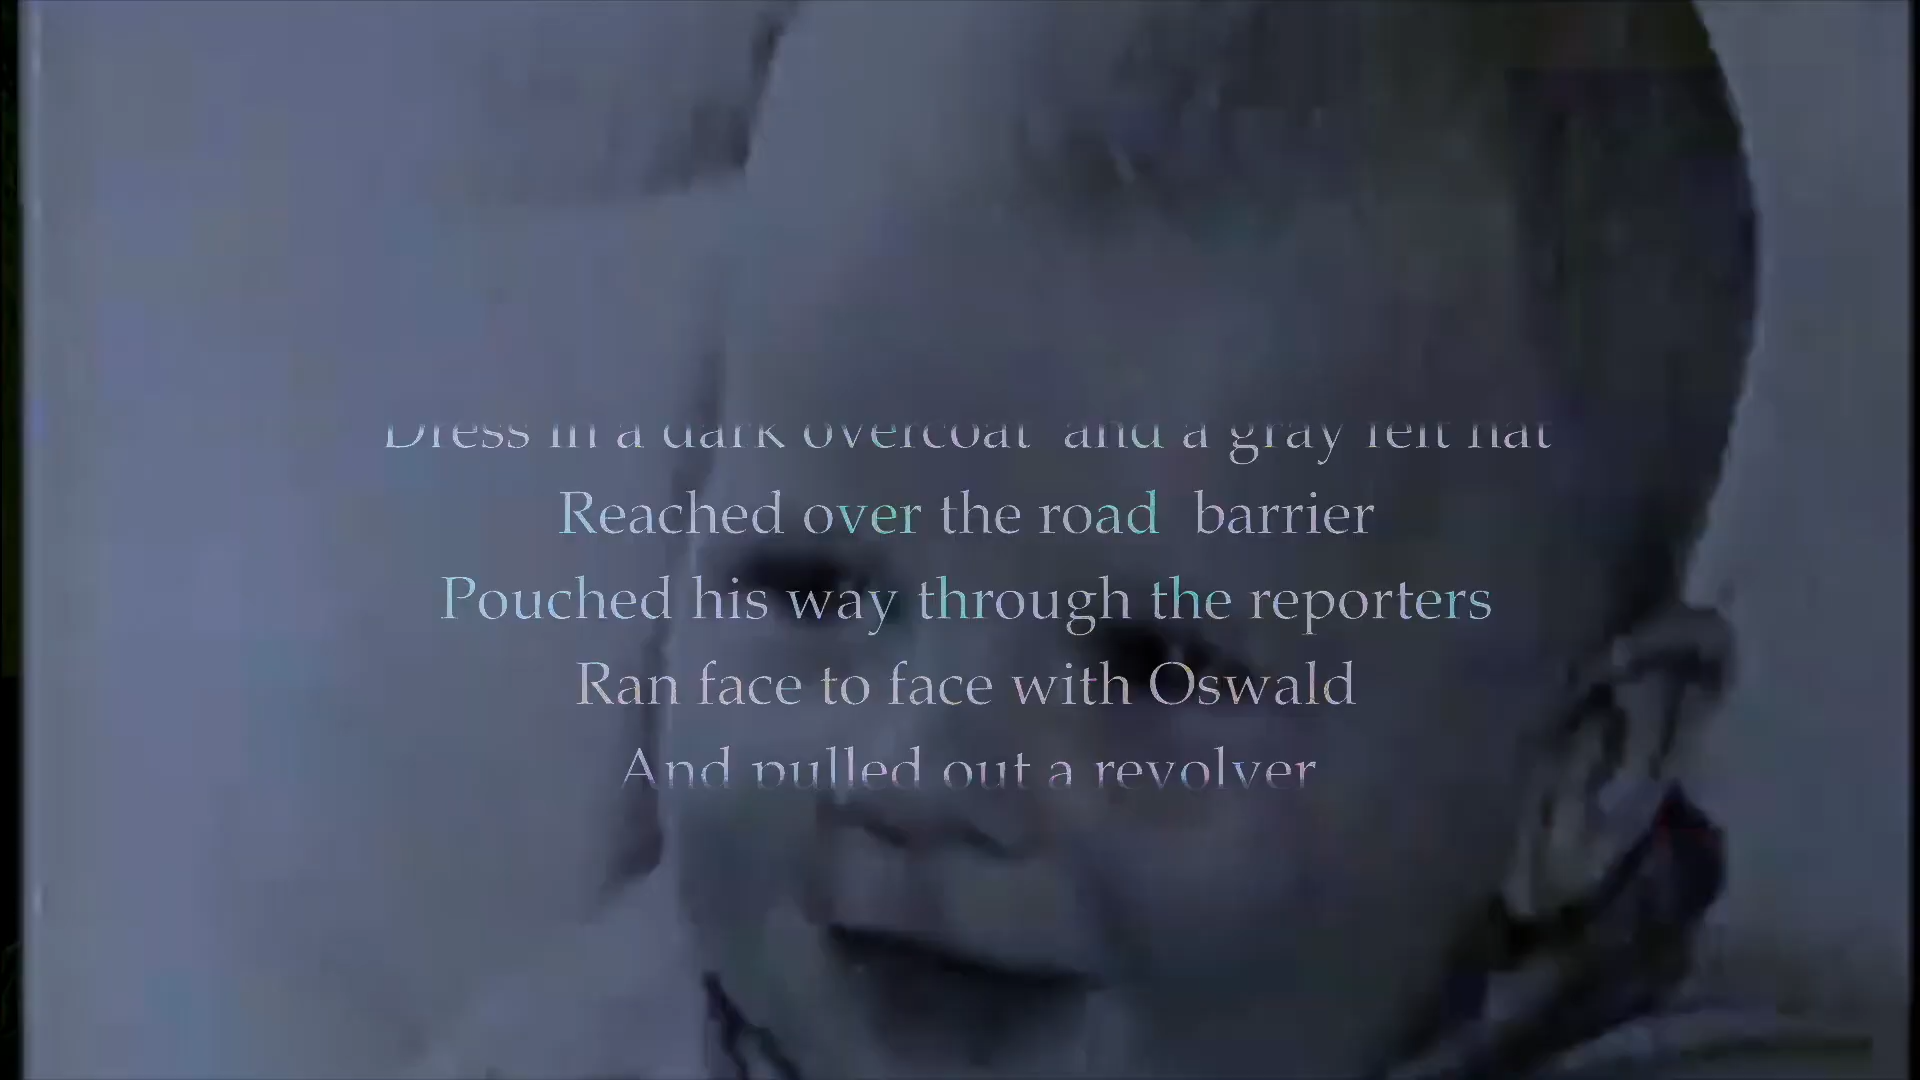 Dress in a dark overcoat and a gray felt hat
Reached over the road barrier
Pouched his way through the reporters
Ran face to face with Oswald
And pulled out a revolver